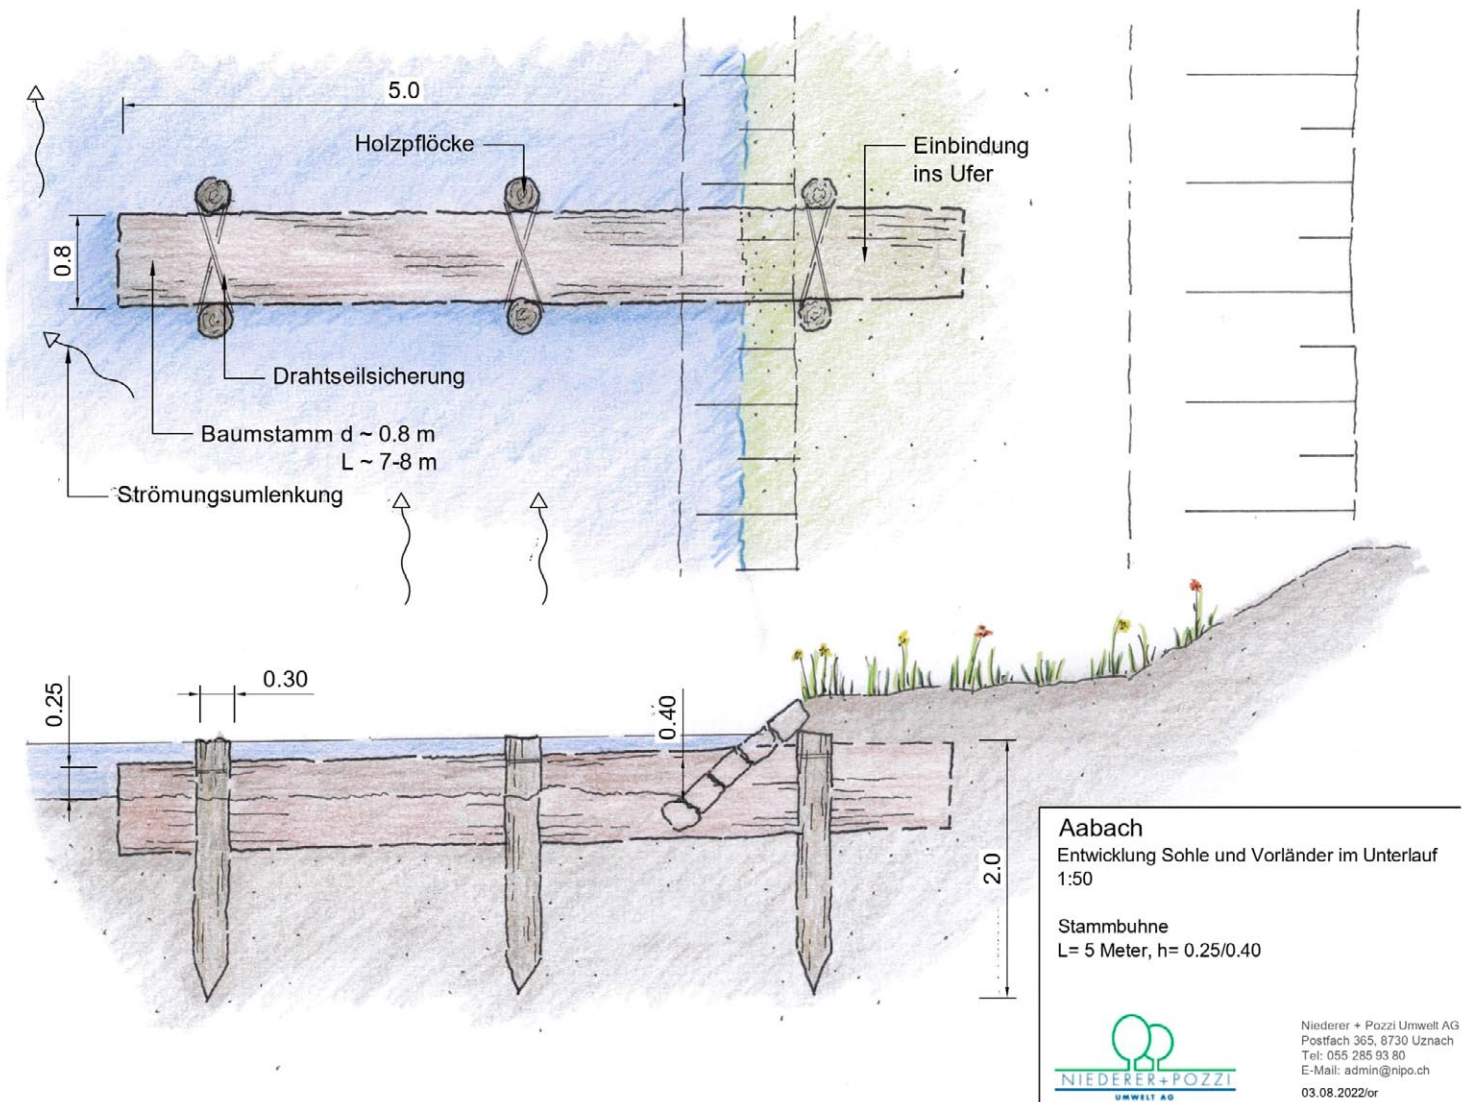 5.0
Holzpflöcke
Einbindung
ins Ufer
0.8
Drahtseilsicherung
Baumstamm d ~ 0.8 m
L ~ 7-8 m
Strömungsumlenkung
0.25
0.30
0.40
2.0
Aabach
Entwicklung Sohle und Vorländer im Unterlauf
1:50
Stammbuhne
L= 5 Meter, h= 0.25/0.40
NIEDERER+POZZI
UMWELT AG
Niederer + Pozzi Umwelt AG
Postfach 365, 8730 Uznach
Tel: 055 285 93 80
E-Mail: admin@nipo.ch
03.08.2022/or